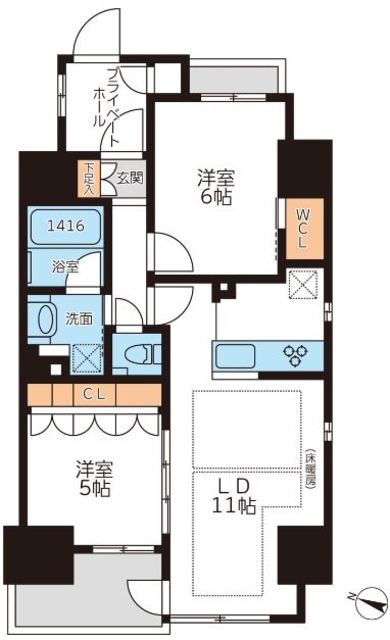 プライベート
ホール
下足入
玄関
洋室
6帖
WCL
1416
浴室
洗面
CL
洋室
5帖
LD
11帖
(床暖房)
N